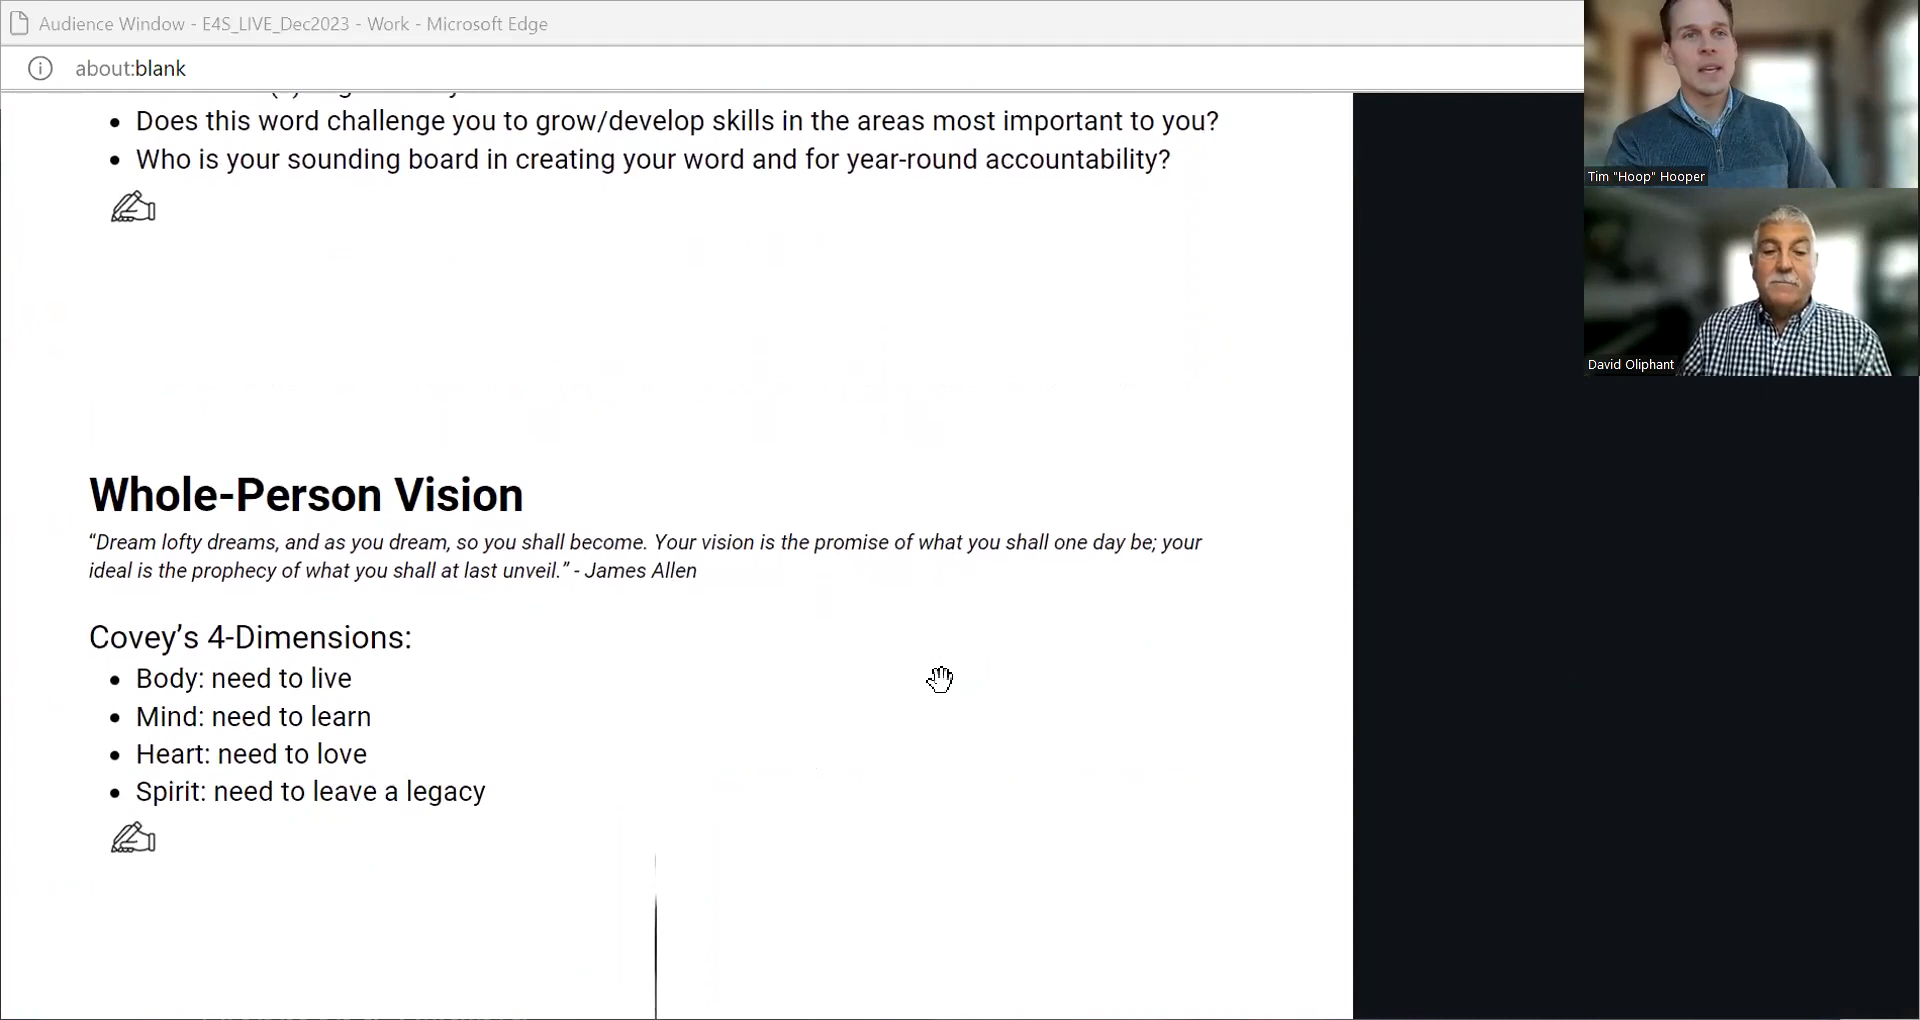 Audience Window - E4S_LIVE_Dec2023 - Work - Microsoft Edge
about:blank
Tim "Hoop" Hooper
David Oliphant
• Does this word challenge you to grow/develop skills in the areas most important to you?
• Who is your sounding board in creating your word and for year-round accountability?
Whole-Person Vision
“Dream lofty dreams, and as you dream, so you shall become. Your vision is the promise of what you shall one day be; your
ideal is the prophecy of what you shall at last unveil.” - James Allen
Covey’s 4-Dimensions:
• Body: need to live
• Mind: need to learn
• Heart: need to love
• Spirit: need to leave a legacy